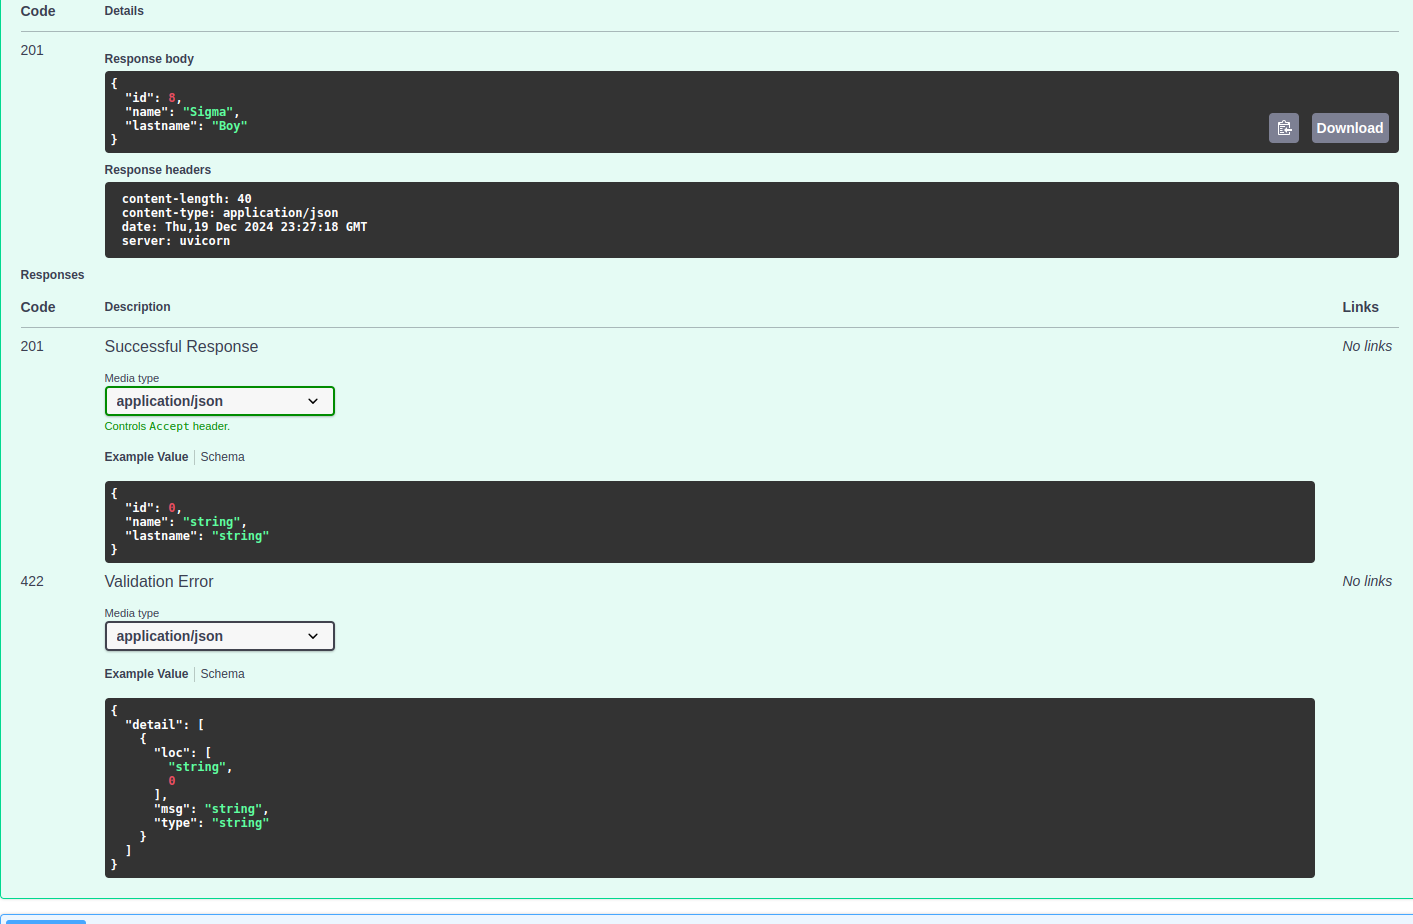 Code Details
201
Response body
{
  "id": 8,
  "name": "Sigma",
  "lastname": "Boy"
}
Download
Response headers
content-length: 40
content-type: application/json
date: Thu,19 Dec 2024 23:27:18 GMT
server: uvicorn
Responses
Code Description Links
201 Successful Response No links
Media type
application/json
Controls Accept header.
Example Value Schema
{
  "id": 0,
  "name": "string",
  "lastname": "string"
}
422 Validation Error No links
Media type
application/json
Example Value Schema
{
  "detail": [
    {
      "loc": [
        "string",
        0
      ],
      "msg": "string",
      "type": "string"
    }
  ]
}